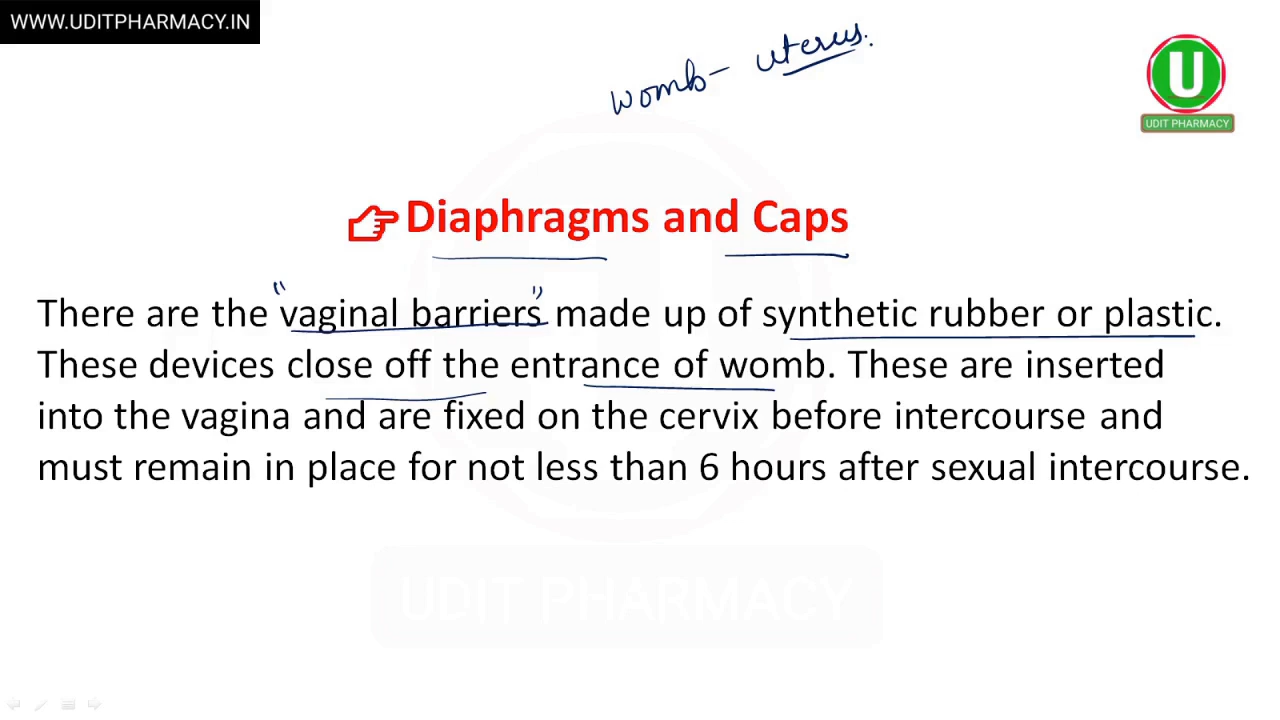 WWW.UDITPHARMACY.IN
womb - uterus.
U
UDIT PHARMACY
Diaphragms and Caps
There are the "vaginal barriers" made up of synthetic rubber or plastic.
These devices close off the entrance of womb. These are inserted
into the vagina and are fixed on the cervix before intercourse and
must remain in place for not less than 6 hours after sexual intercourse.
UDIT PHARMACY